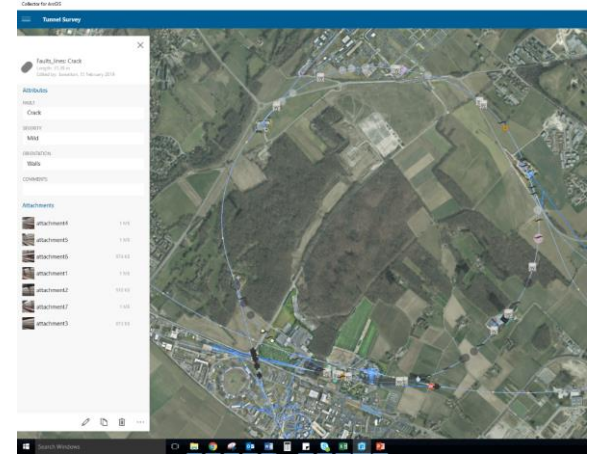 Collector for ArcGIS
Tunnel Survey
Faults_lines: Crack
Attributes
FAULT
Crack
SEVERITY
Mild
ORIENTATION
Walls
COMMENTS
Attachments
attachment4
attachment5
attachment6
attachment1
attachment2
attachment7
attachment3
Search Windows